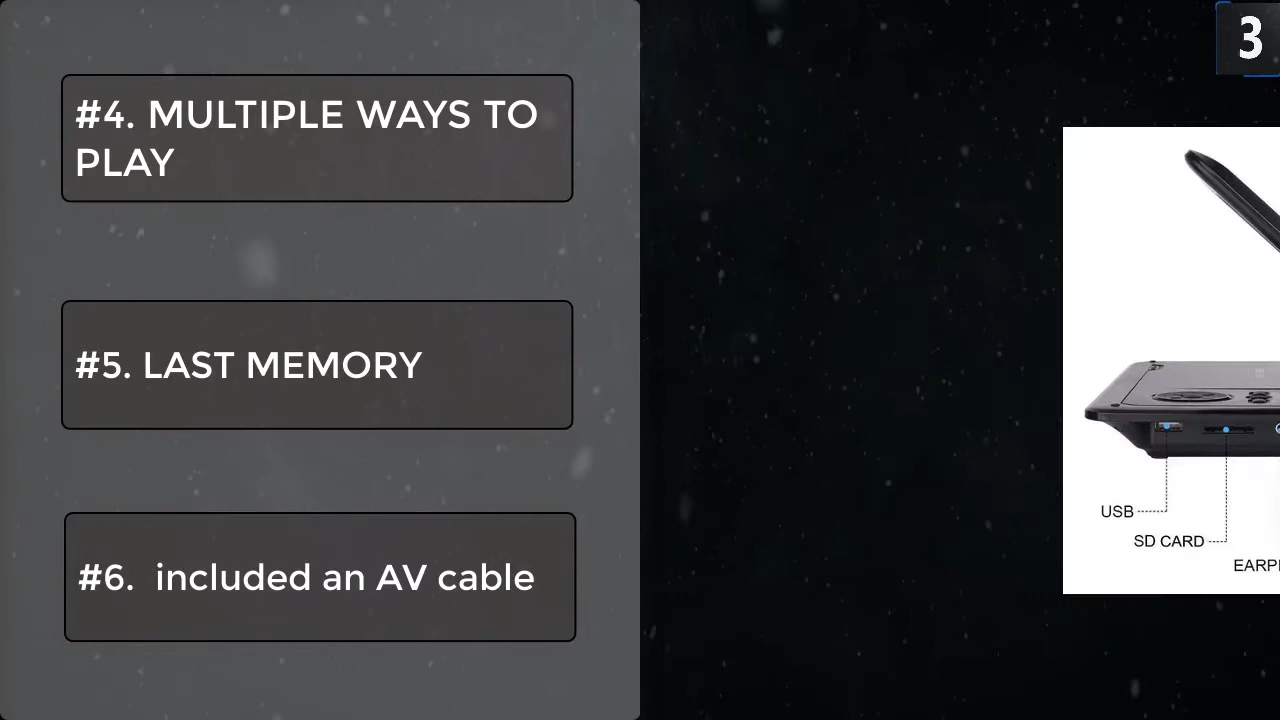 3
#4. MULTIPLE WAYS TO
PLAY
#5. LAST MEMORY
#6. included an AV cable
USB
SD CARD